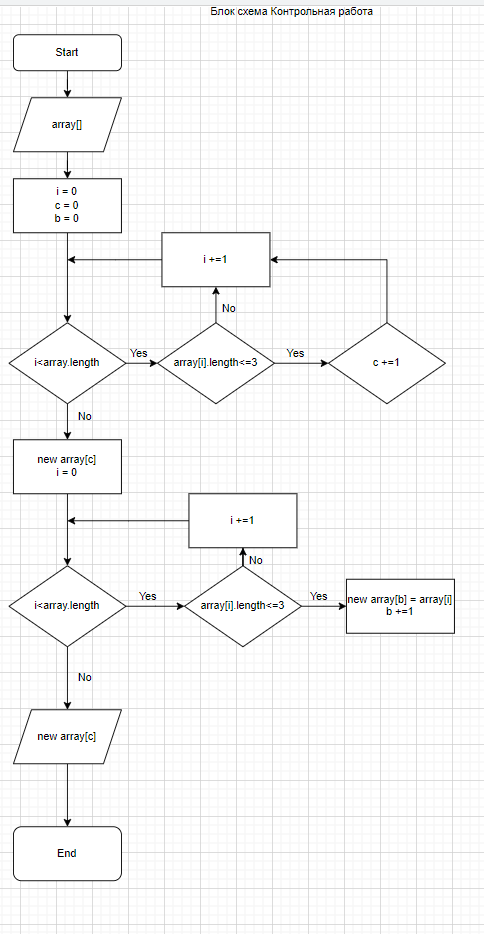 Блок схема Контрольная работа
Start
array[]
i = 0
c = 0
b = 0
i +=1
No
i<array.length
Yes
array[i].length<=3
Yes
c +=1
No
new array[c]
i = 0
i +=1
No
i<array.length
Yes
array[i].length<=3
Yes
new array[b] = array[i]
b +=1
No
new array[c]
End